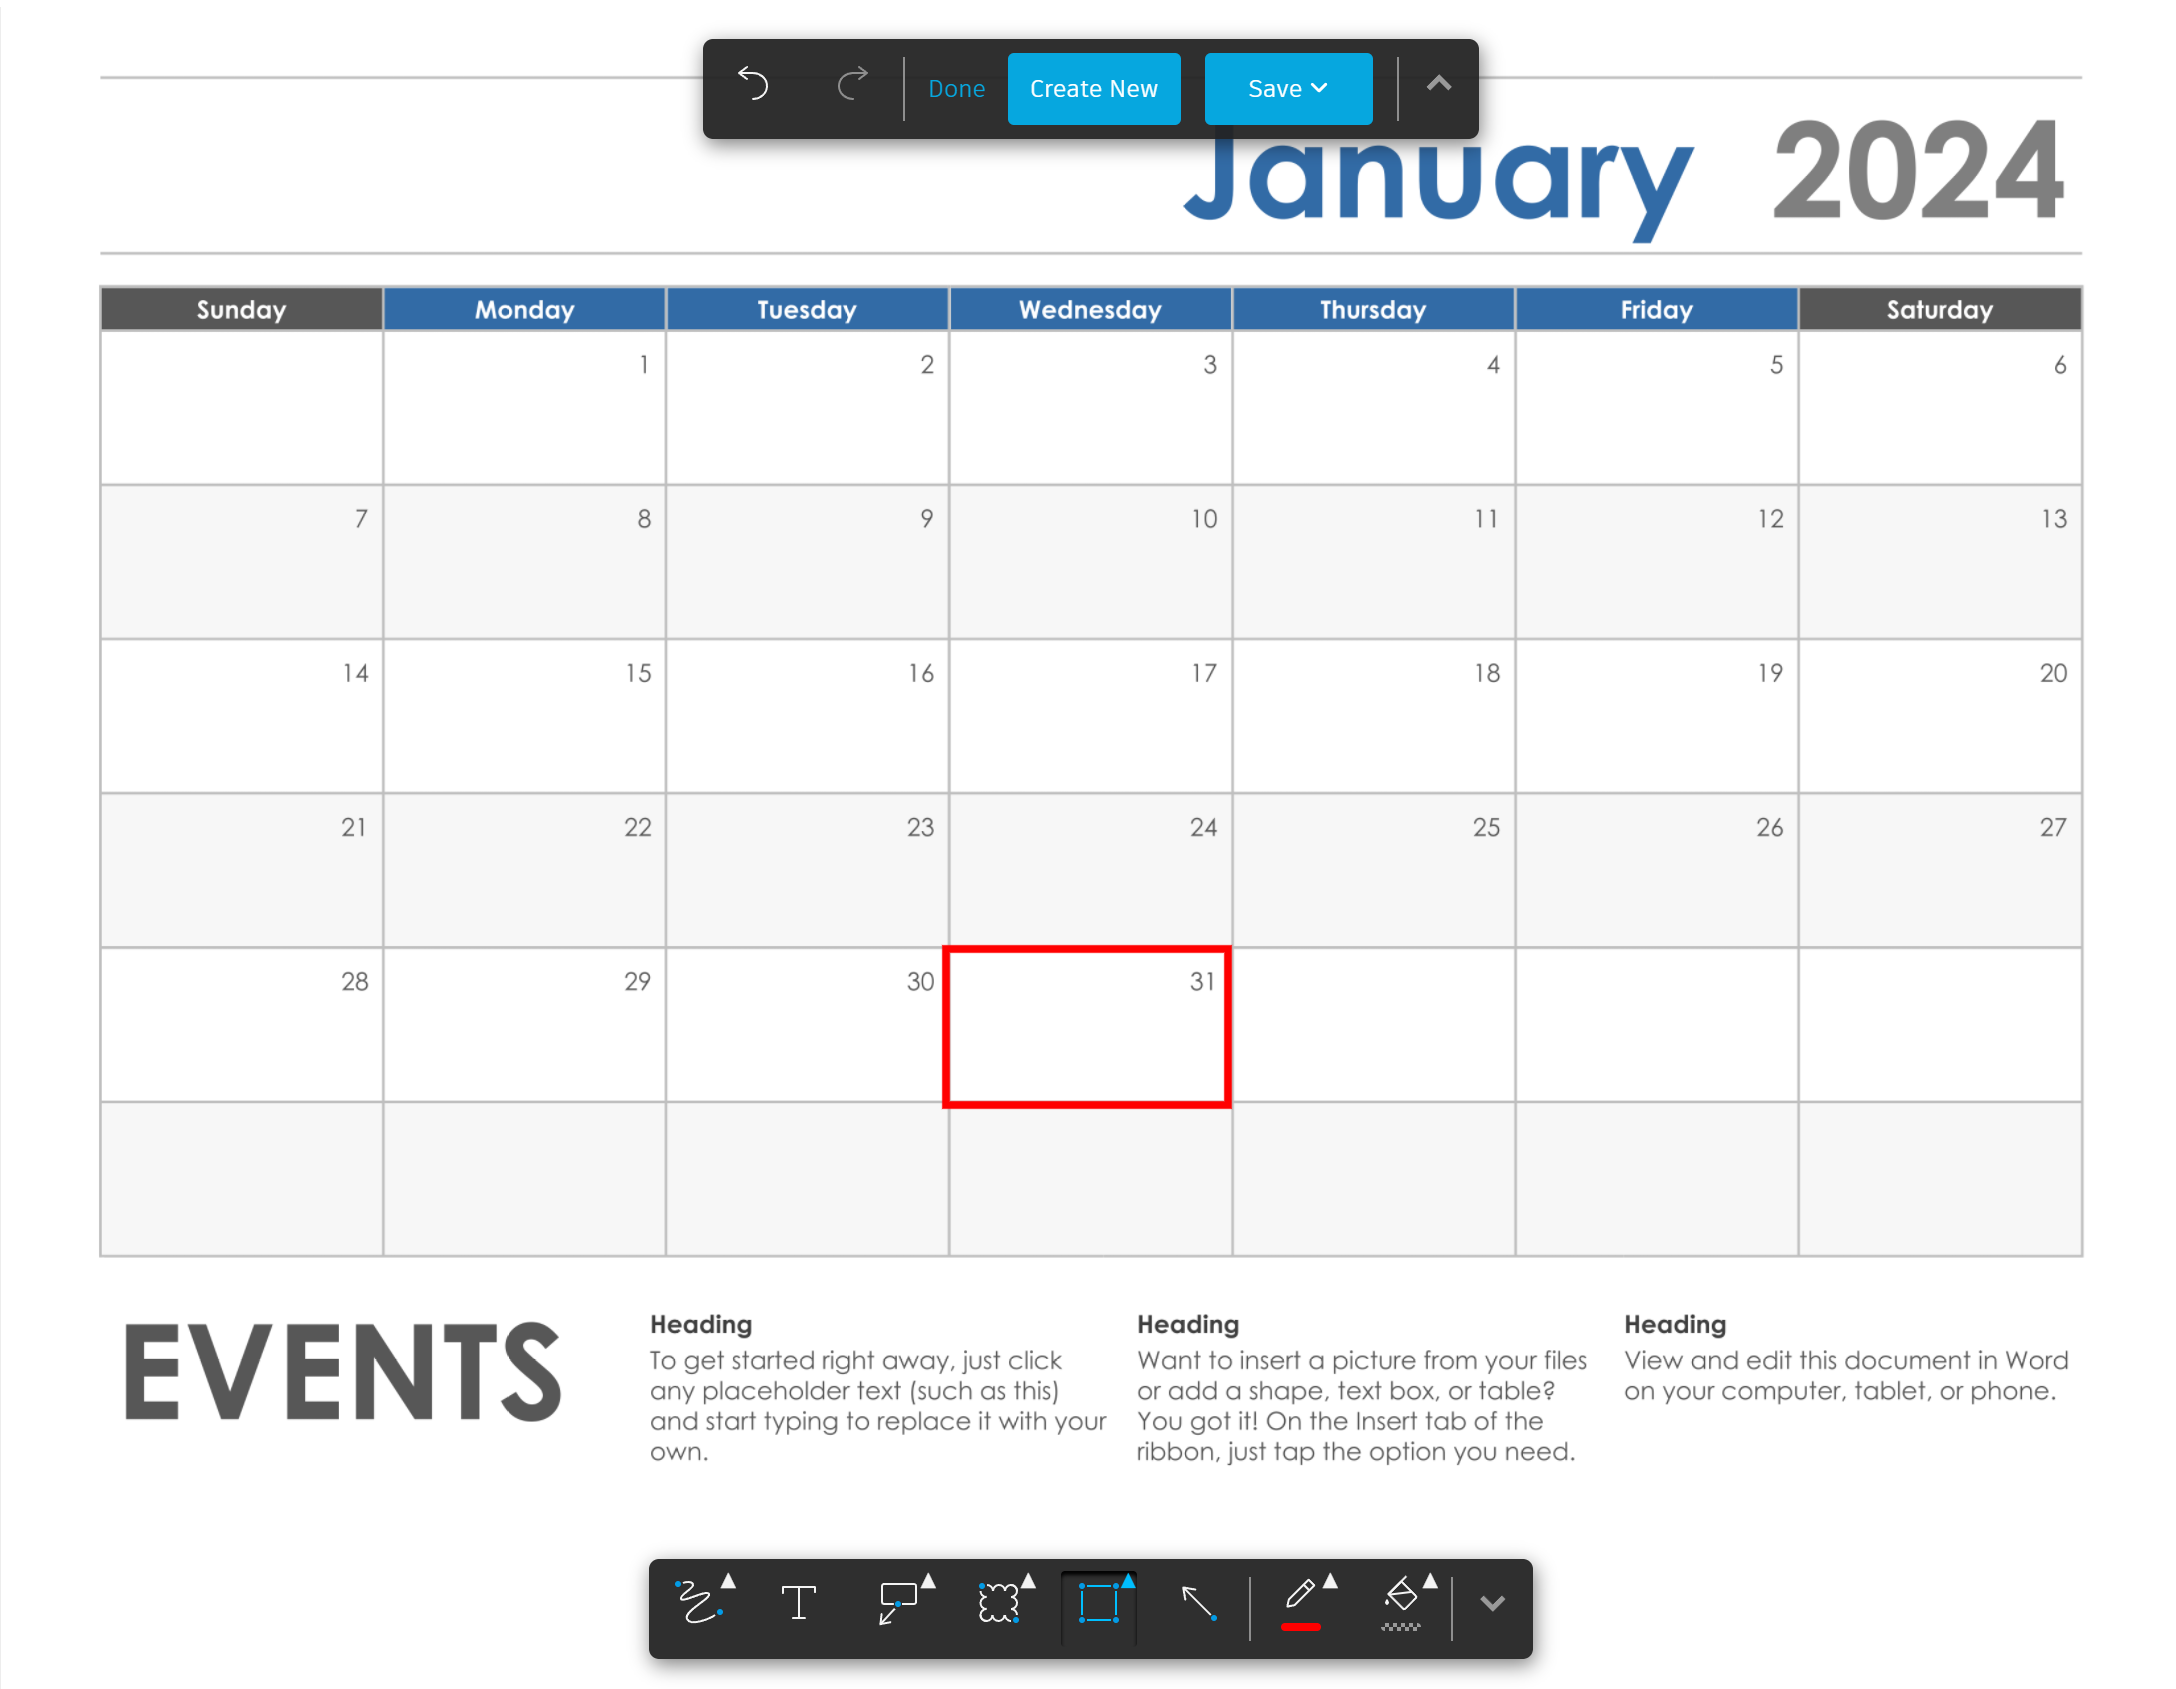 Done Create New Save
January 2024
Sunday Monday Tuesday Wednesday Thursday Friday Saturday
1 2 3 4 5 6
7 8 9 10 11 12 13
14 15 16 17 18 19 20
21 22 23 24 25 26 27
28 29 30 31
EVENTS
Heading
To get started right away, just click
any placeholder text (such as this)
and start typing to replace it with your
own.
Heading
Want to insert a picture from your files
or add a shape, text box, or table?
You got it! On the Insert tab of the
ribbon, just tap the option you need.
Heading
View and edit this document in Word
on your computer, tablet, or phone.
T